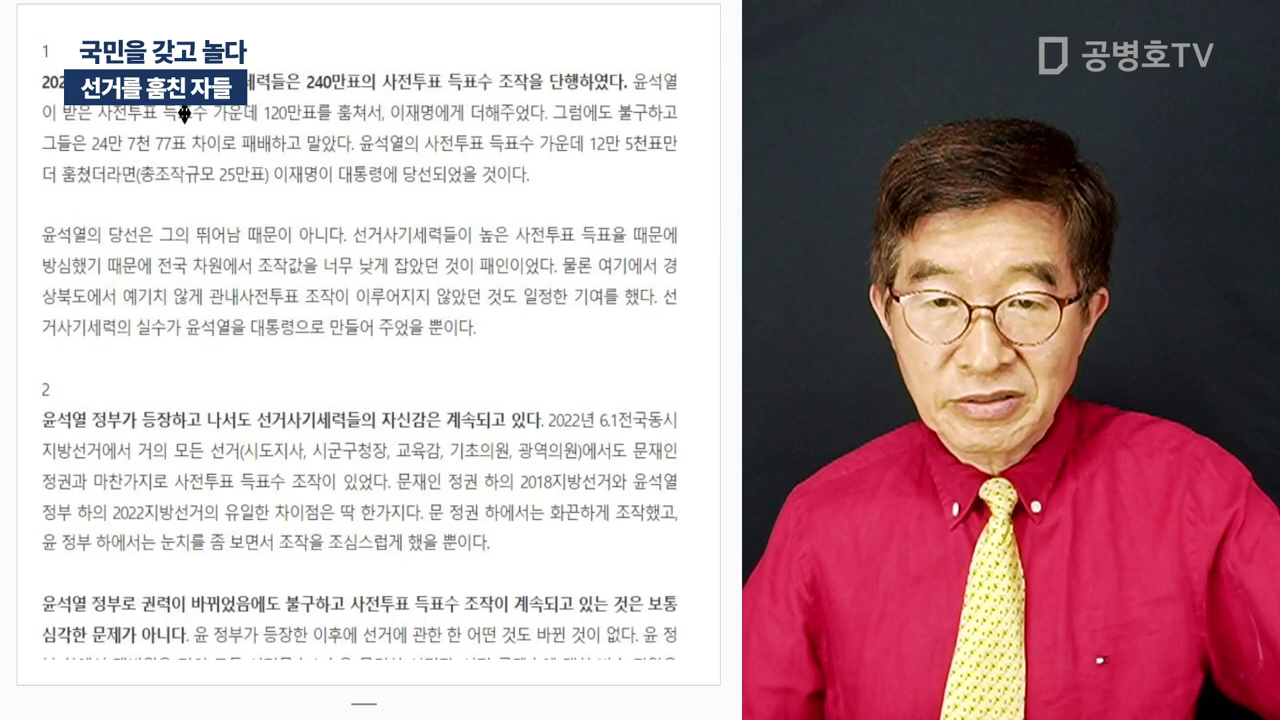 1
국민을 갖고 놀다
선거를 훔친 자들
공병호TV
202 세력들은 240만표의 사전투표 득표수 조작을 단행하였다. 윤석열
이 받은 사전투표 득표수 가운데 120만표를 훔쳐서, 이재명에게 더해주었다. 그럼에도 불구하고
그들은 24만 7천 77표 차이로 패배하고 말았다. 윤석열의 사전투표 득표수 가운데 12만 5천표만
더 훔쳤더라면(총조작규모 25만표) 이재명이 대통령에 당선되었을 것이다.
윤석열의 당선은 그의 뛰어남 때문이 아니다. 선거사기세력들이 높은 사전투표 득표율 때문에
방심했기 때문에 전국 차원에서 조작값을 너무 낮게 잡았던 것이 패인이었다. 물론 여기에서 경
상북도에서 예기치 않게 관내사전투표 조작이 이루어지지 않았던 것도 일정한 기여를 했다. 선
거사기세력의 실수가 윤석열을 대통령으로 만들어 주었을 뿐이다.
2
윤석열 정부가 등장하고 나서도 선거사기세력들의 자신감은 계속되고 있다. 2022년 6.1전국동시
지방선거에서 거의 모든 선거(시도지사, 시군구청장, 교육감, 기초의원, 광역의원)에서도 문재인
정권과 마찬가지로 사전투표 득표수 조작이 있었다. 문재인 정권 하의 2018지방선거와 윤석열
정부 하의 2022지방선거의 유일한 차이점은 딱 한가지다. 문 정권 하에서는 화끈하게 조작했고,
윤 정부 하에서는 눈치를 좀 보면서 조작을 조심스럽게 했을 뿐이다.
윤석열 정부로 권력이 바뀌었음에도 불구하고 사전투표 득표수 조작이 계속되고 있는 것은 보통
심각한 문제가 아니다. 윤 정부가 등장한 이후에 선거에 관한 한 어떤 것도 바뀐 것이 없다. 윤 정